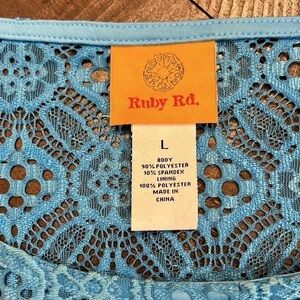 Ruby Rd.
L
BODY
90% POLYESTER
10% SPANDEX
LINING
100% POLYESTER
MADE IN
CHINA